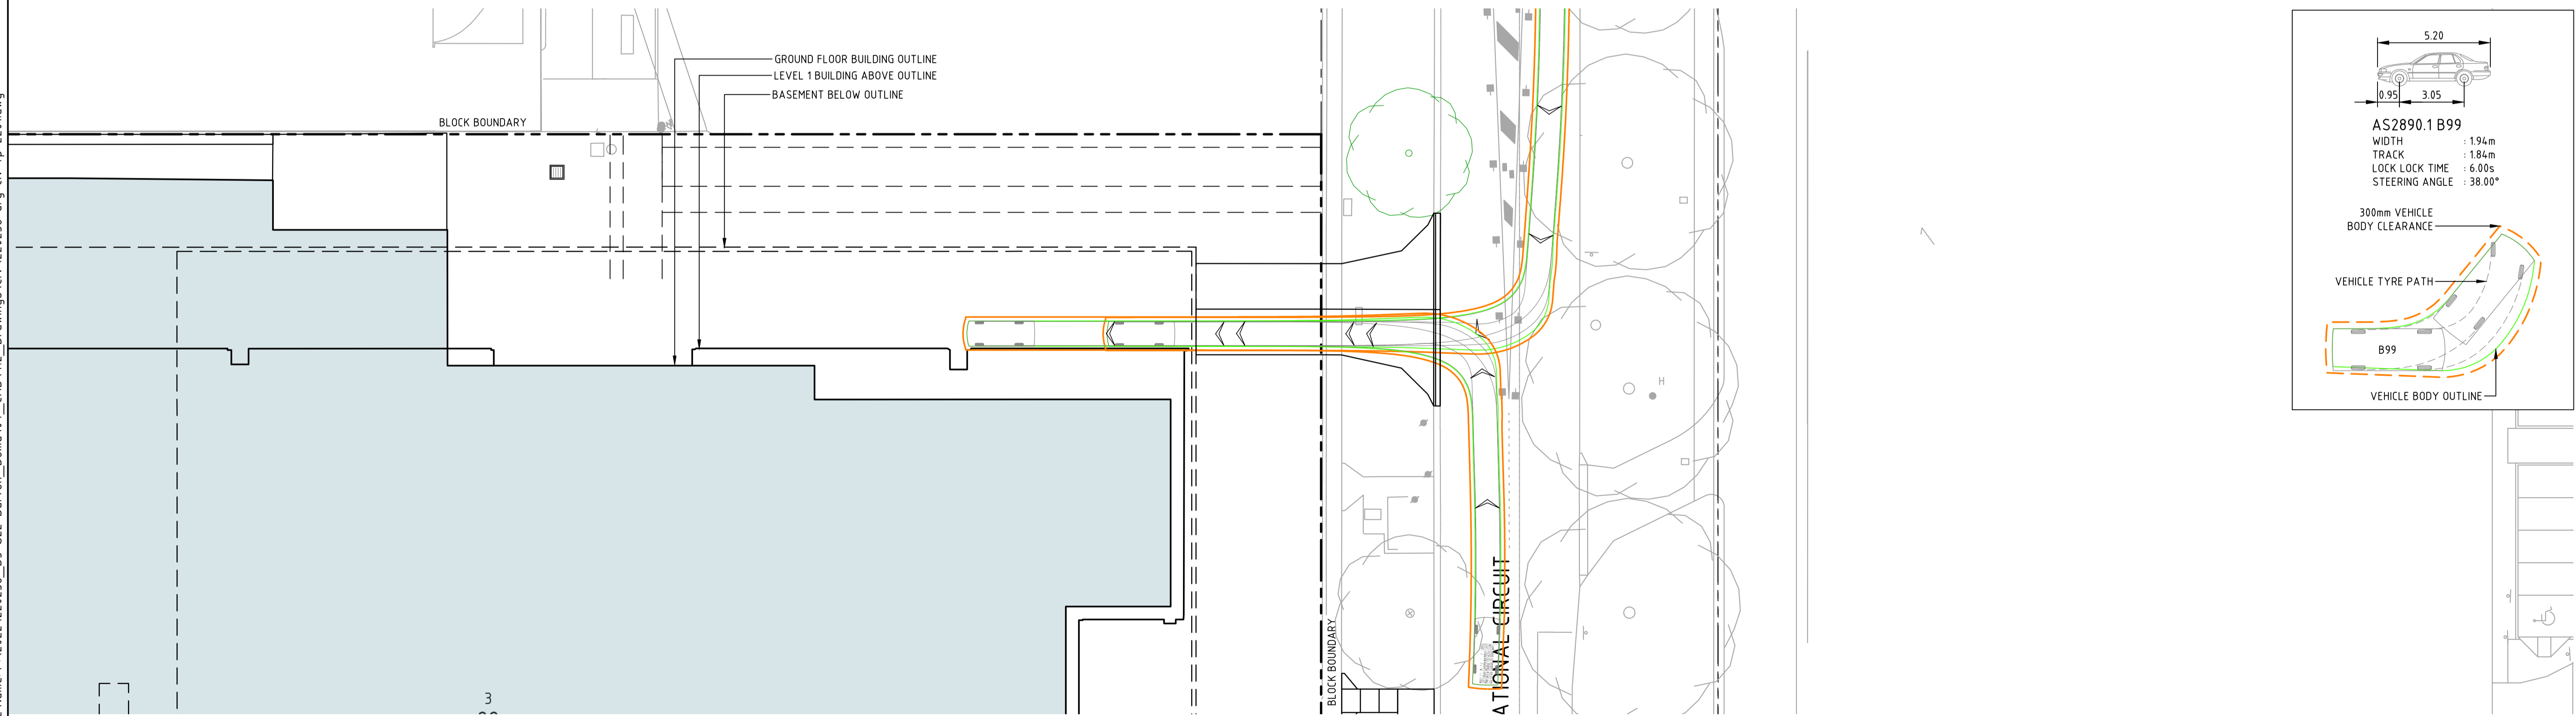 GROUND FLOOR BUILDING OUTLINE
LEVEL 1 BUILDING ABOVE OUTLINE
BASEMENT BELOW OUTLINE
BLOCK BOUNDARY
BLOCK BOUNDARY
ATIONAL CIRCUIT
H
3
5.20
0.95
3.05
AS2890.1 B99
WIDTH : 1.94m
TRACK : 1.84m
LOCK LOCK TIME : 6.00s
STEERING ANGLE : 38.00°
300mm VEHICLE
BODY CLEARANCE
VEHICLE TYRE PATH
B99
VEHICLE BODY OUTLINE